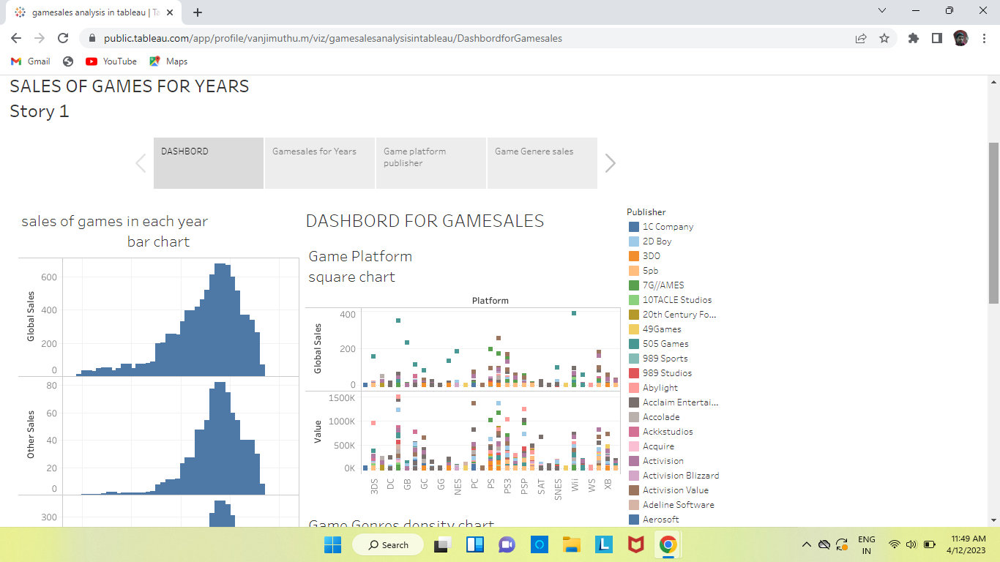 gamesales analysis in tableau | Ta
public.tableau.com/app/profile/vanjimuthu.m/viz/gamesalesanalysisintableau/DashbordforGamesales
Gmail
YouTube
Maps
SALES OF GAMES FOR YEARS
Story 1
DASHBORD
Gamesales for Years
Game platform
publisher
Game Genere sales
sales of games in each year
bar chart
Global Sales
600
400
200
0
Other Sales
80
60
40
20
0
300
DASHBORD FOR GAMESALES
Game Platform
square chart
Platform
Global Sales
400
200
0
Value
1500K
1000K
500K
0K
3DS
DC
GB
GC
GG
NES
PC
PS
PS3
PSP
SAT
SNES
Wii
WS
XB
Game Genres density chart
Publisher
1C Company
2D Boy
3DO
5pb
7G//AMES
10TACLE Studios
20th Century Fo...
49Games
505 Games
989 Sports
989 Studios
Abylight
Acclaim Entertai...
Accolade
Ackkstudios
Acquire
Activision
Activision Blizzard
Activision Value
Adeline Software
Aerosoft
Search
L
ENG
IN
11:49 AM
4/12/2023